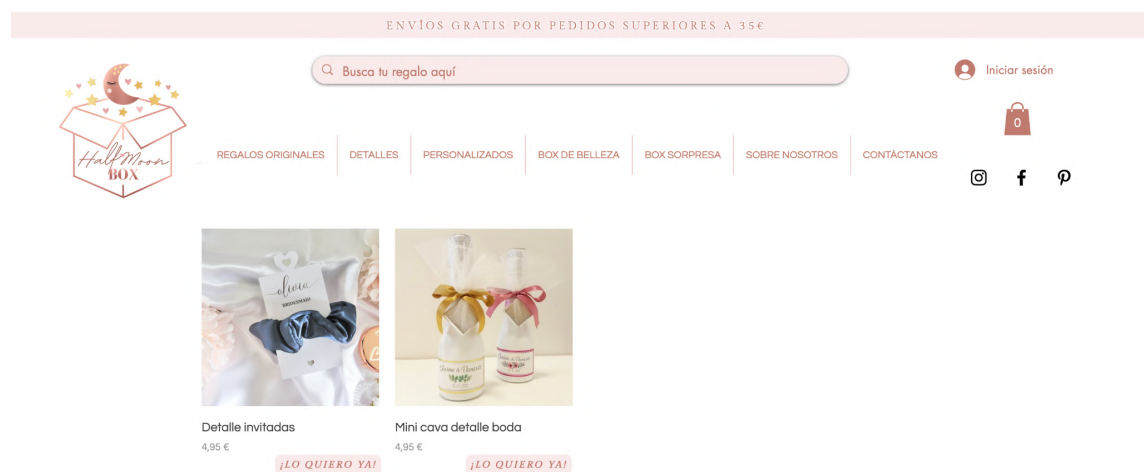 ENVÍOS GRATIS POR PEDIDOS SUPERIORES A 35€
Busca tu regalo aquí
Iniciar sesión
0
HalfMoon
BOX
REGALOS ORIGINALES
DETALLES
PERSONALIZADOS
BOX DE BELLEZA
BOX SORPRESA
SOBRE NOSOTROS
CONTÁCTANOS
olivia
BRIDESMAID
Detalle invitadas
4,95 €
¡LO QUIERO YA!
Mini cava detalle boda
4,95 €
¡LO QUIERO YA!